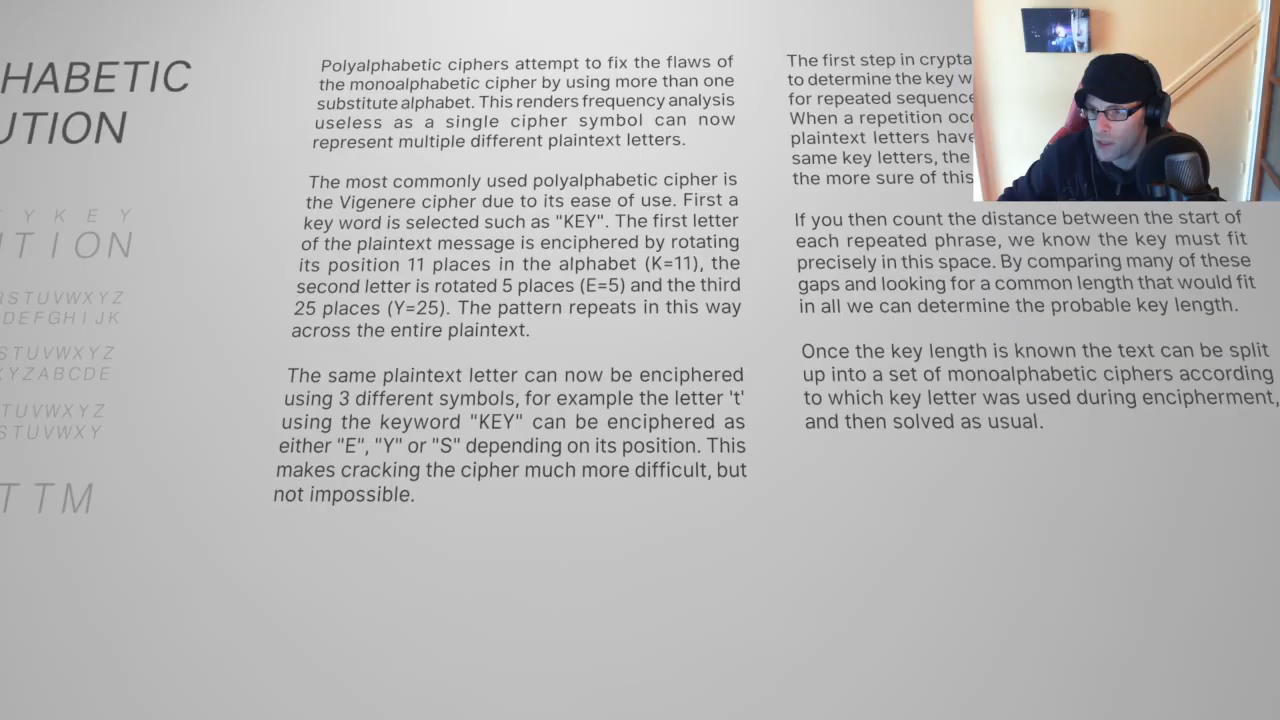 HABETIC
UTION
Y K E Y
I T I O N
R S T U V W X Y Z
D E F G H I J K
S T U V W X Y Z
X Y Z A B C D E
T U V W X Y Z
S T U V W X Y
T T M
Polyalphabetic ciphers attempt to fix the flaws of
the monoalphabetic cipher by using more than one
substitute alphabet. This renders frequency analysis
useless as a single cipher symbol can now
represent multiple different plaintext letters.
The most commonly used polyalphabetic cipher is
the Vigenere cipher due to its ease of use. First a
key word is selected such as "KEY". The first letter
of the plaintext message is enciphered by rotating
its position 11 places in the alphabet (K=11), the
second letter is rotated 5 places (E=5) and the third
25 places (Y=25). The pattern repeats in this way
across the entire plaintext.
The same plaintext letter can now be enciphered
using 3 different symbols, for example the letter 't'
using the keyword "KEY" can be enciphered as
either "E", "Y" or "S" depending on its position. This
makes cracking the cipher much more difficult, but
not impossible.
The first step in crypta
to determine the key w
for repeated sequence
When a repetition occ
plaintext letters have
same key letters, the
the more sure of this
If you then count the distance between the start of
each repeated phrase, we know the key must fit
precisely in this space. By comparing many of these
gaps and looking for a common length that would fit
in all we can determine the probable key length.
Once the key length is known the text can be split
up into a set of monoalphabetic ciphers according
to which key letter was used during encipherment,
and then solved as usual.